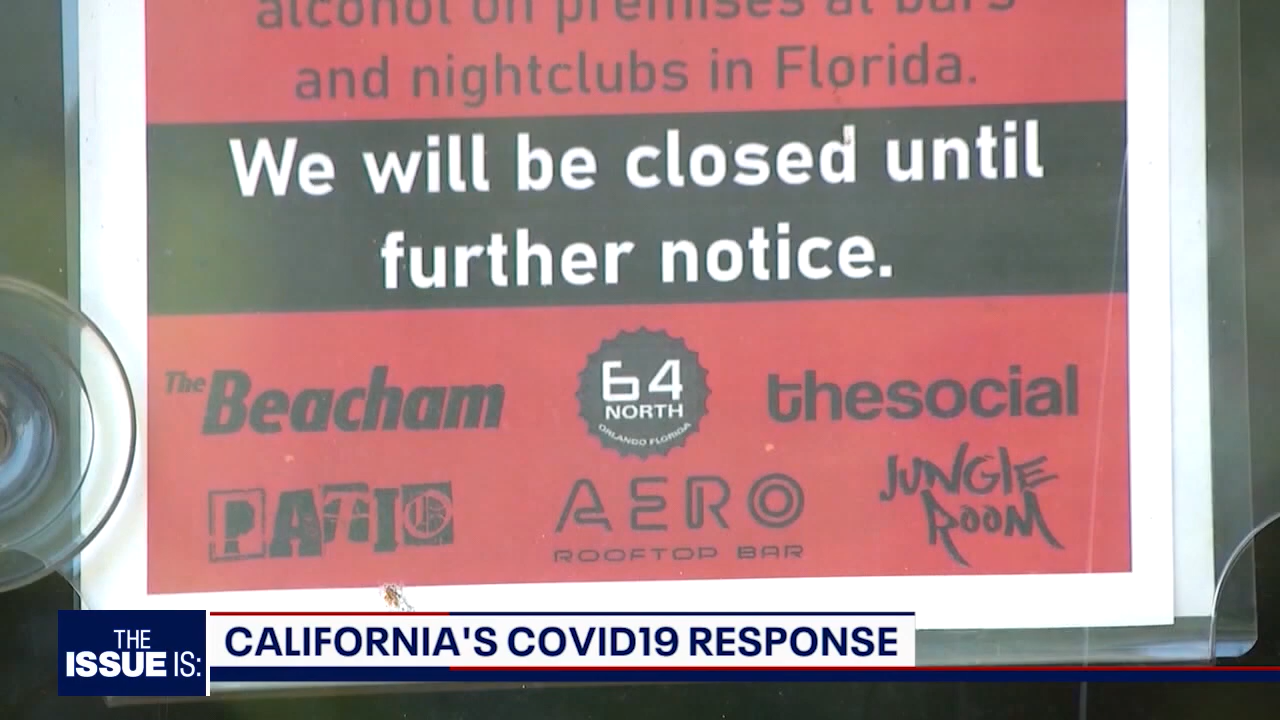 alcohol on premises at bars
and nightclubs in Florida.
We will be closed until
further notice.
The Beacham
64
NORTH
ORLANDO FLORIDA
thesocial
PATIO
AERO
ROOFTOP BAR
JUNGLE
ROOM
THE
ISSUE IS:
CALIFORNIA'S COVID19 RESPONSE